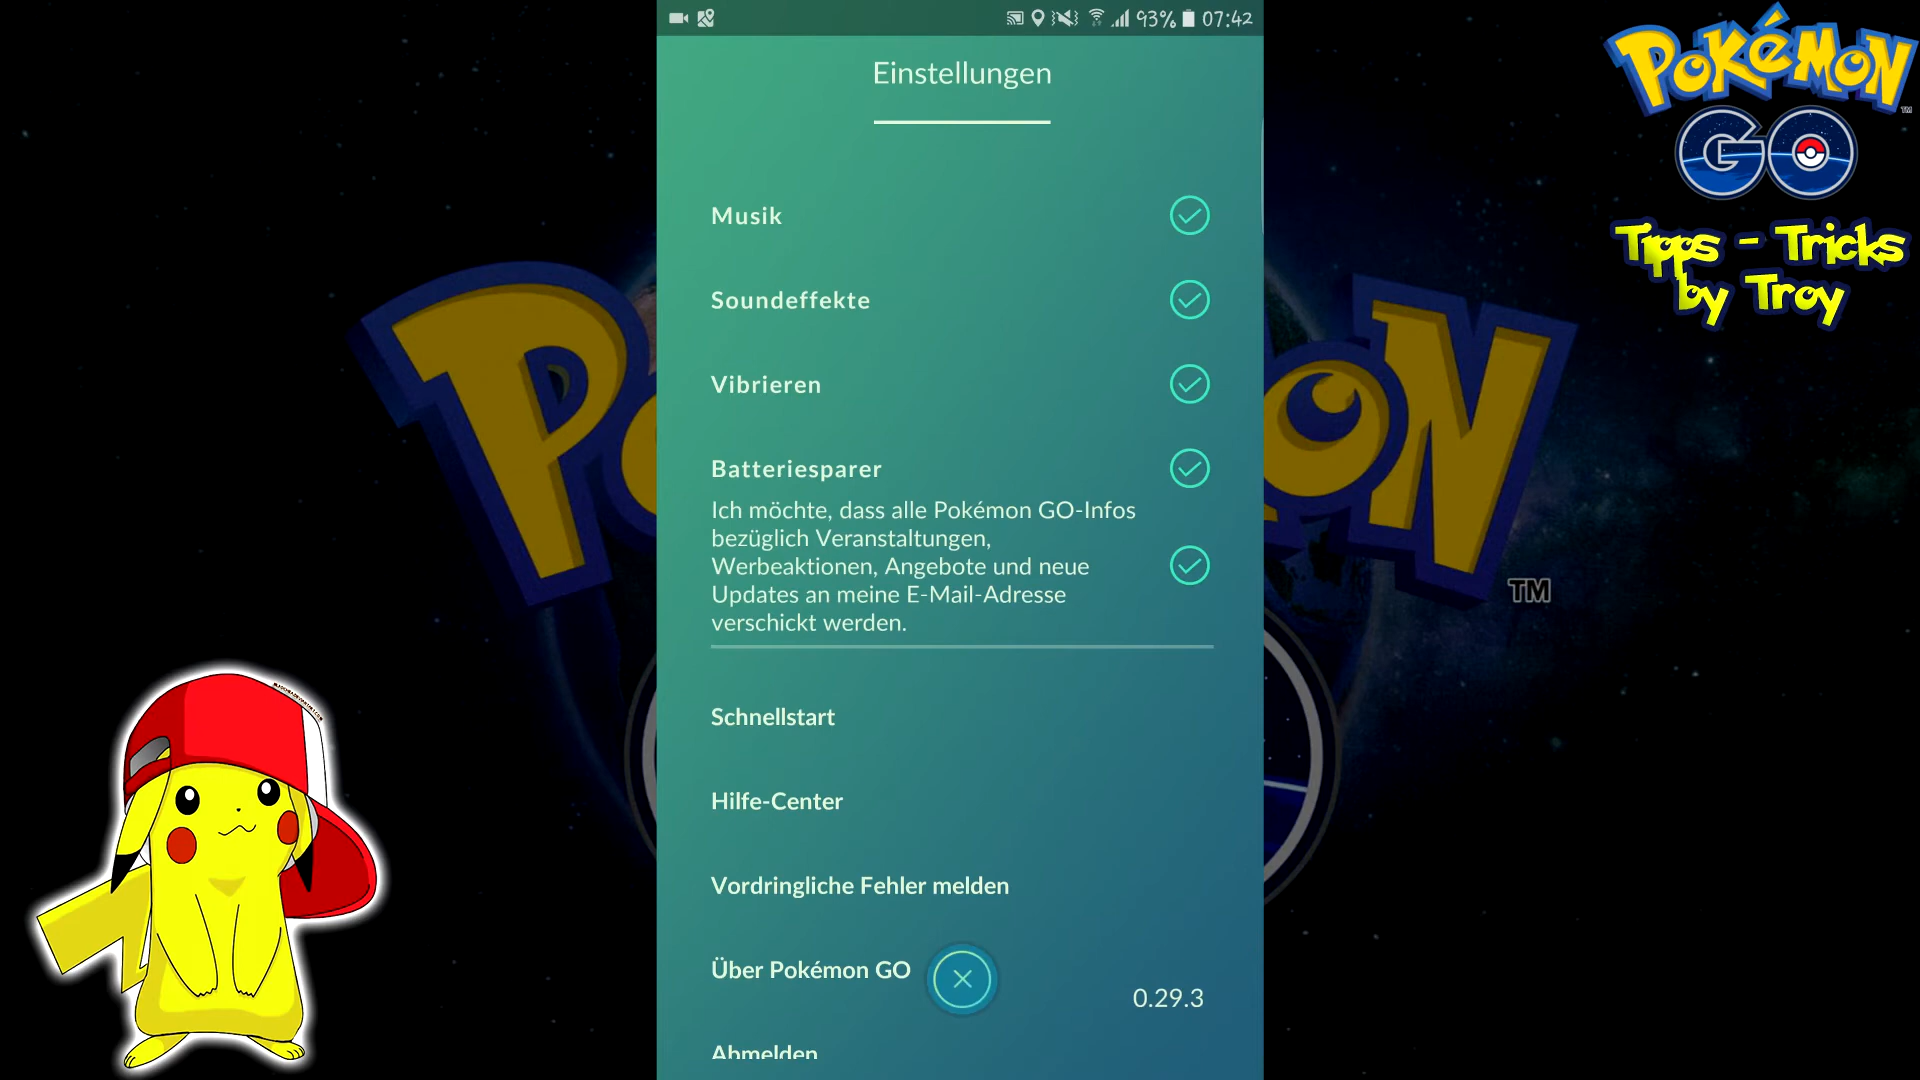 93% 07:42
Einstellungen
Musik
Soundeffekte
Vibrieren
Batteriesparer
Ich möchte, dass alle Pokémon GO-Infos
bezüglich Veranstaltungen,
Werbeaktionen, Angebote und neue
Updates an meine E-Mail-Adresse
verschickt werden.
Schnellstart
Hilfe-Center
Vordringliche Fehler melden
Über Pokémon GO
0.29.3
Abmelden
POKéMON
TM
GO
Tipps - Tricks
by Troy
TM